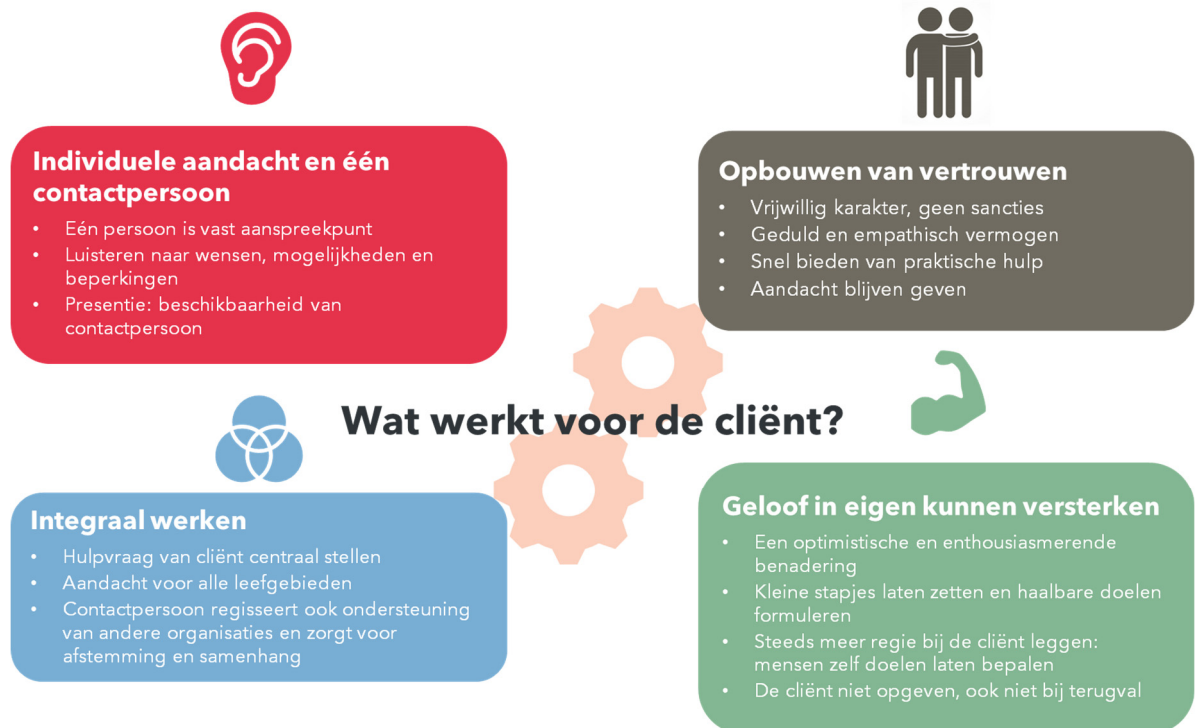 Individuele aandacht en één
contactpersoon
• Eén persoon is vast aanspreekpunt
• Luisteren naar wensen, mogelijkheden en
beperkingen
• Presentie: beschikbaarheid van
contactpersoon
Opbouwen van vertrouwen
• Vrijwillig karakter, geen sancties
• Geduld en empathisch vermogen
• Snel bieden van praktische hulp
• Aandacht blijven geven
Wat werkt voor de cliënt?
Integraal werken
• Hulpvraag van cliënt centraal stellen
• Aandacht voor alle leefgebieden
• Contactpersoon regisseert ook ondersteuning
van andere organisaties en zorgt voor
afstemming en samenhang
Geloof in eigen kunnen versterken
• Een optimistische en enthousiasmerende
benadering
• Kleine stapjes laten zetten en haalbare doelen
formuleren
• Steeds meer regie bij de cliënt leggen:
mensen zelf doelen laten bepalen
• De cliënt niet opgeven, ook niet bij terugval